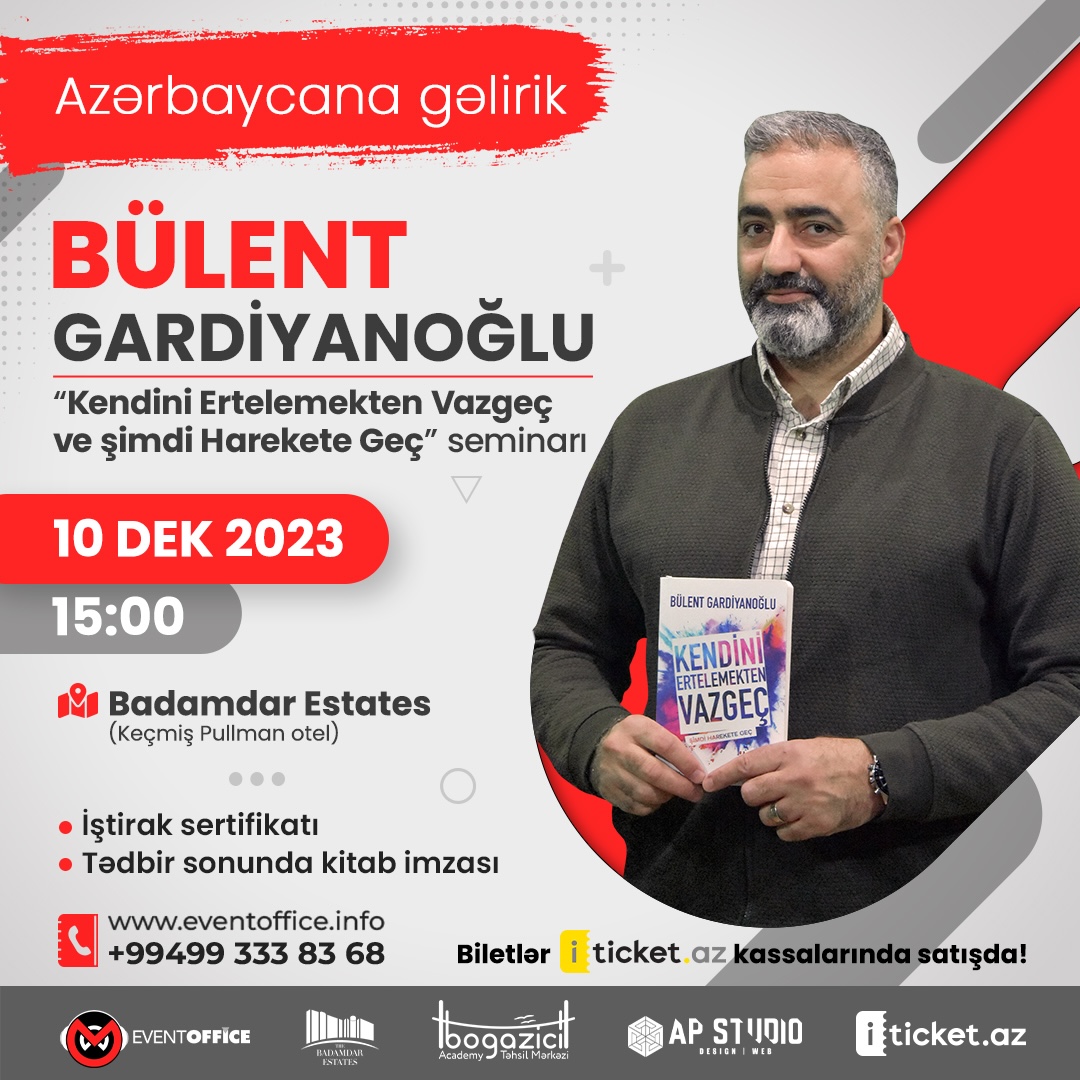 Azərbaycana gəlirik
BÜLENT
GARDİYANOĞLU
“Kendini Ertelemekten Vazgeç
ve şimdi Harekete Geç” seminarı
10 DEK 2023
15:00
Badamdar Estates
(Keçmiş Pullman otel)
İştirak sertifikatı
Tədbir sonunda kitab imzası
www.eventoffice.info
+99499 333 83 68
BÜLENT GARDİYANOĞLU
KENDİNİ
ERTELEMEKTEN
VAZGEÇ
ŞİMDİ HAREKETE GEÇ
Biletlər iticket.az kassalarında satışda!
EVENTOFFICE
THE
BADAMDAR
ESTATES
bogazici
Academy Təhsil Mərkəzi
AP STUDIO
DESIGN | WEB
iticket.az